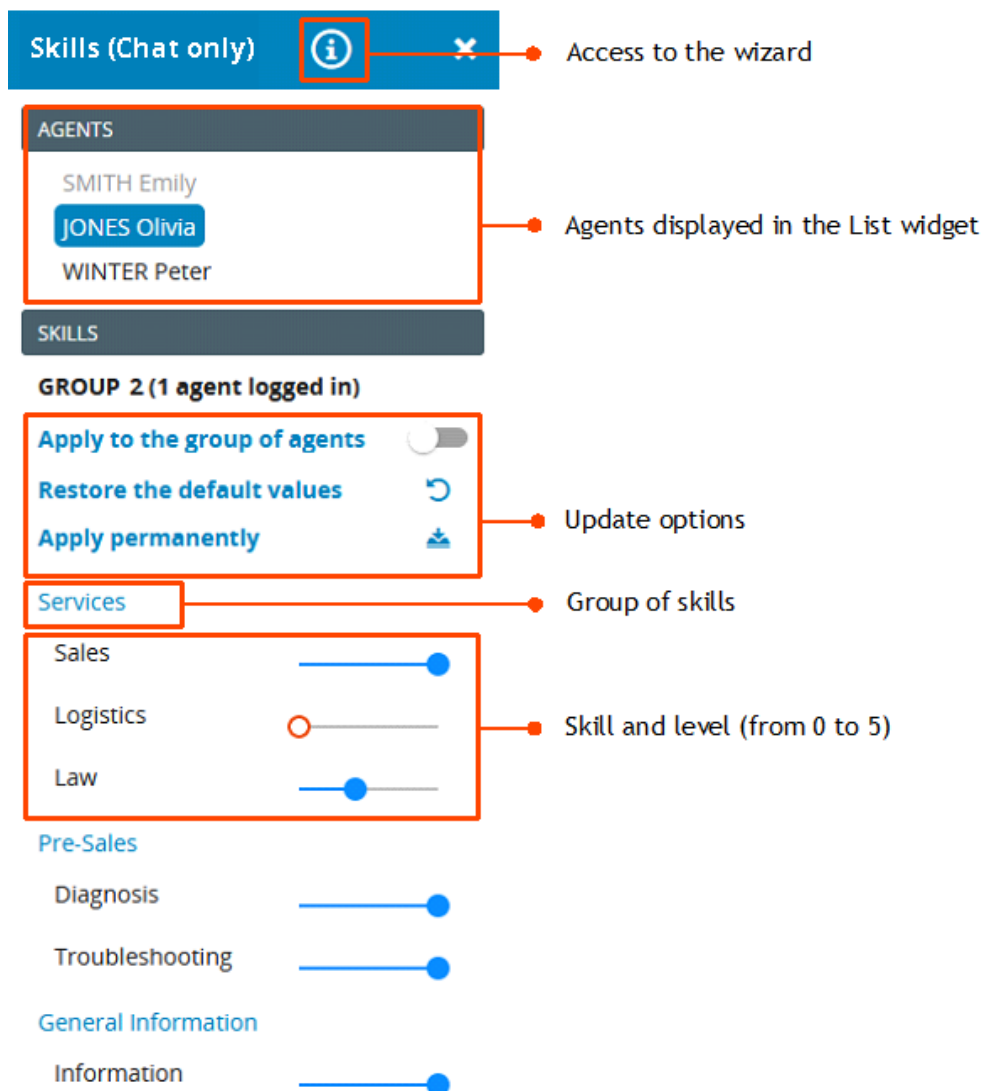 Skills (Chat only)
Access to the wizard
AGENTS
SMITH Emily
JONES Olivia
WINTER Peter
Agents displayed in the List widget
SKILLS
GROUP 2 (1 agent logged in)
Apply to the group of agents
Restore the default values
Apply permanently
Update options
Services
Group of skills
Sales
Logistics
Law
Skill and level (from 0 to 5)
Pre-Sales
Diagnosis
Troubleshooting
General Information
Information